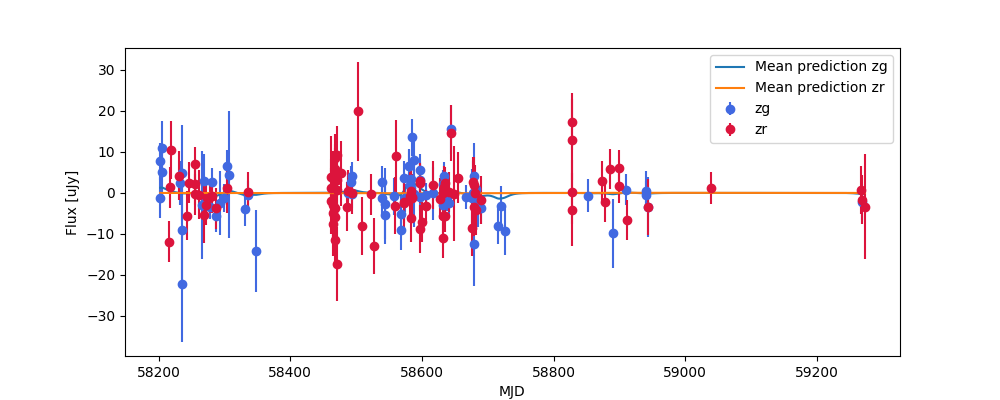 Mean prediction zg
Mean prediction zr
zg
zr
Flux [uJy]
30
20
10
0
−10
−20
−30
58200
58400
58600
58800
59000
59200
MJD